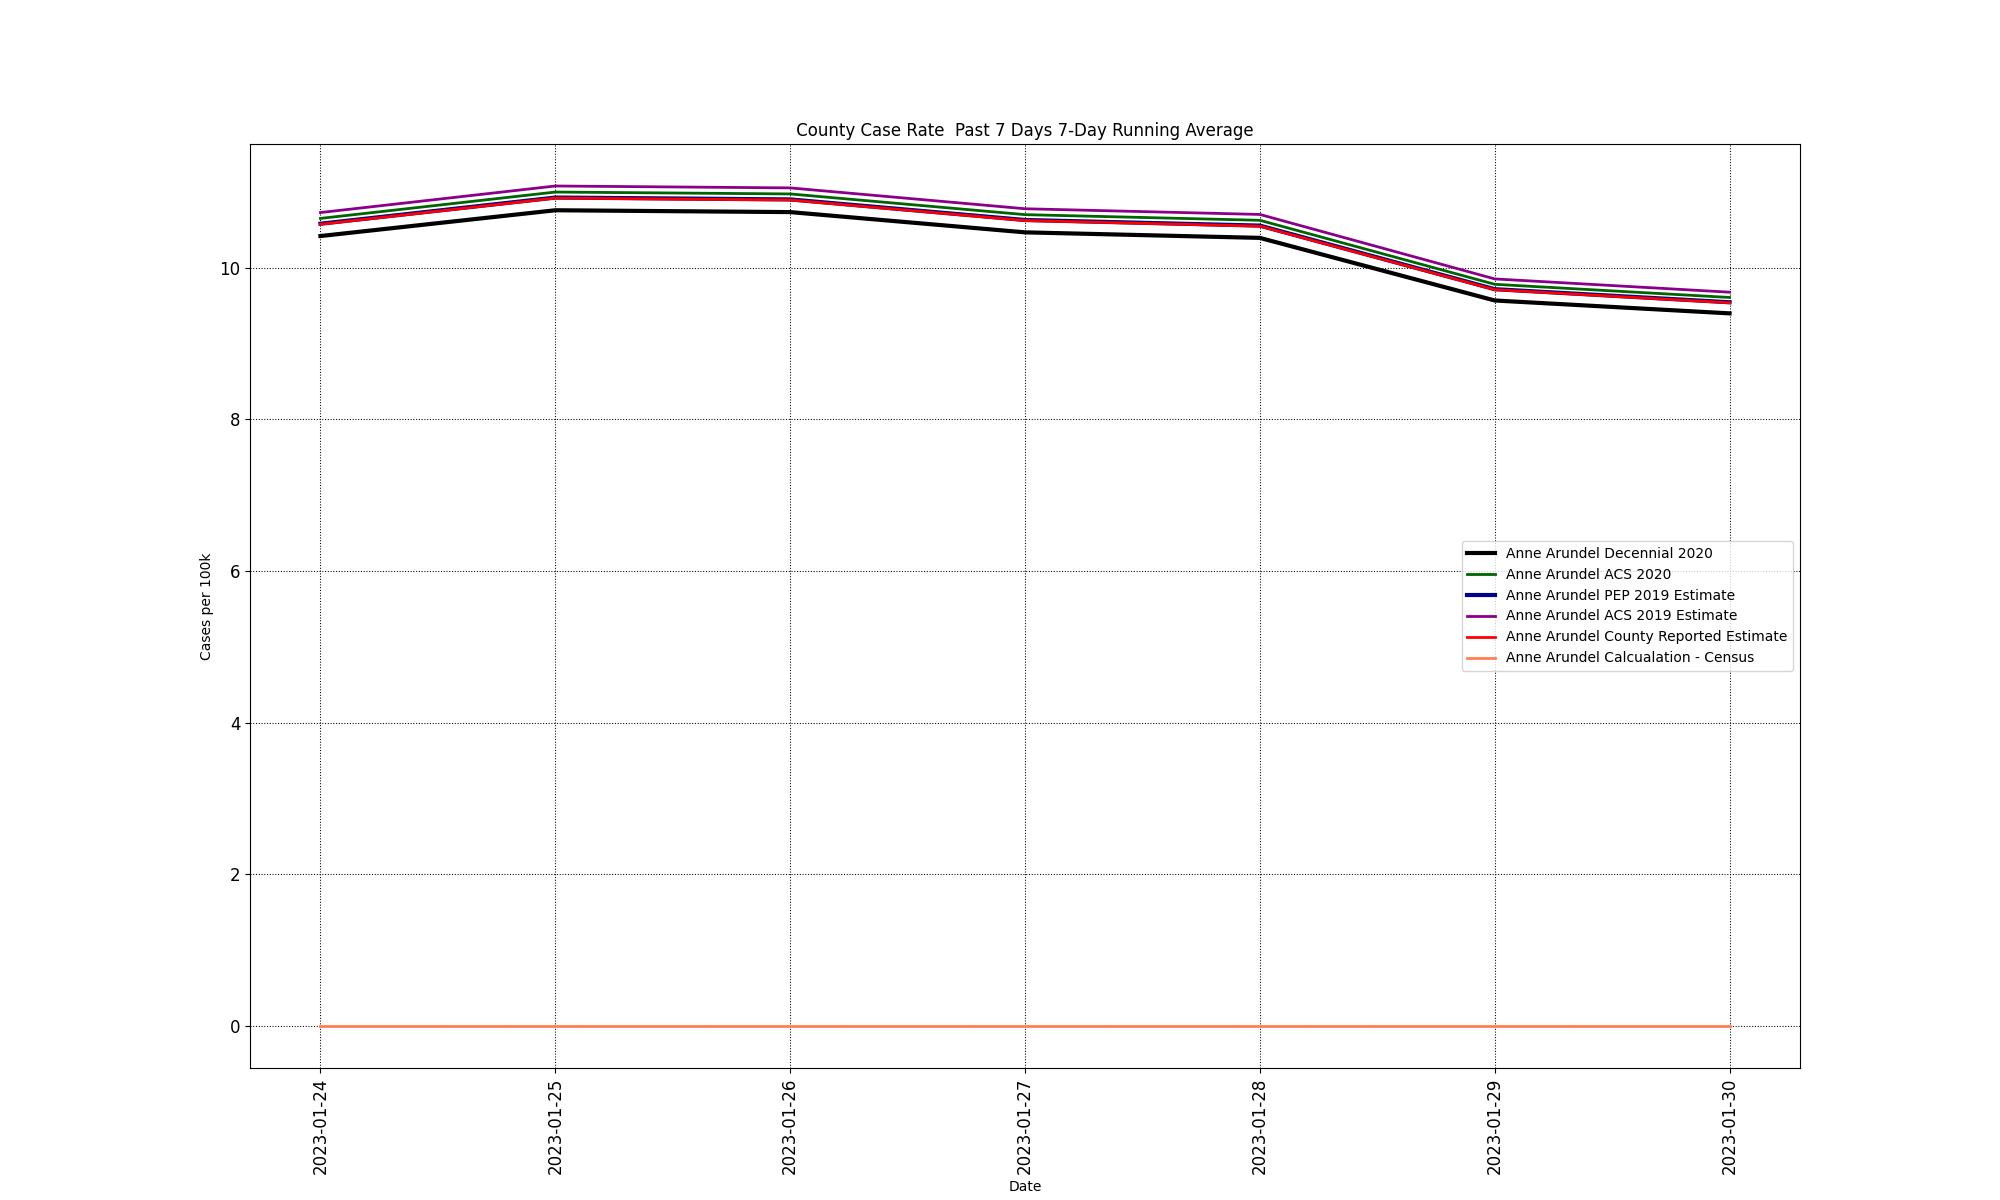 County Case Rate  Past 7 Days 7-Day Running Average
Cases per 100k
10
8
6
4
2
0
Anne Arundel Decennial 2020
Anne Arundel ACS 2020
Anne Arundel PEP 2019 Estimate
Anne Arundel ACS 2019 Estimate
Anne Arundel County Reported Estimate
Anne Arundel Calcualation - Census
2023-01-24
2023-01-25
2023-01-26
2023-01-27
2023-01-28
2023-01-29
2023-01-30
Date